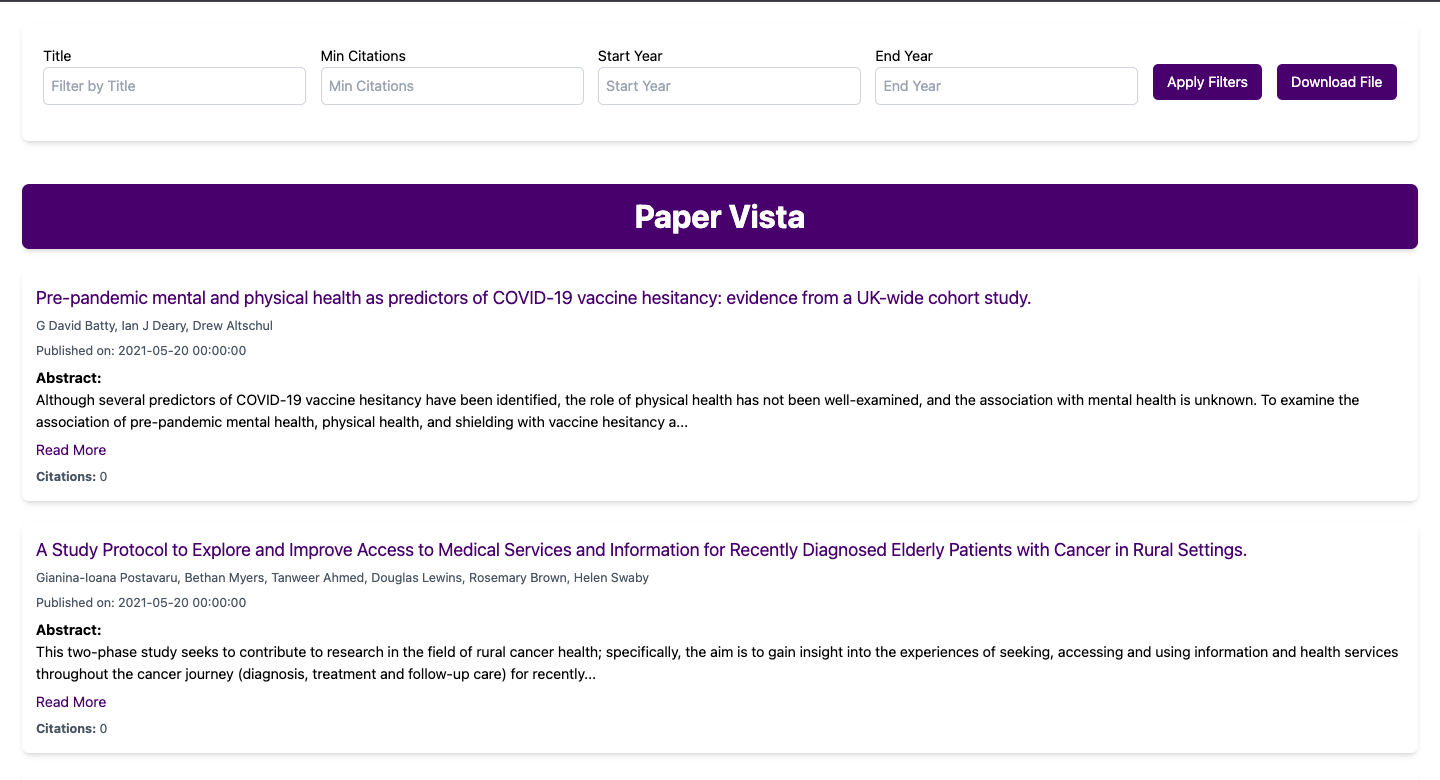 Title Min Citations Start Year End Year
Filter by Title Min Citations Start Year End Year Apply Filters Download File
Paper Vista
Pre-pandemic mental and physical health as predictors of COVID-19 vaccine hesitancy: evidence from a UK-wide cohort study.
G David Batty, Ian J Deary, Drew Altschul
Published on: 2021-05-20 00:00:00
Abstract:
Although several predictors of COVID-19 vaccine hesitancy have been identified, the role of physical health has not been well-examined, and the association with mental health is unknown. To examine the
association of pre-pandemic mental health, physical health, and shielding with vaccine hesitancy a...
Read More
Citations: 0
A Study Protocol to Explore and Improve Access to Medical Services and Information for Recently Diagnosed Elderly Patients with Cancer in Rural Settings.
Gianina-Ioana Postavaru, Bethan Myers, Tanweer Ahmed, Douglas Lewins, Rosemary Brown, Helen Swaby
Published on: 2021-05-20 00:00:00
Abstract:
This two-phase study seeks to contribute to research in the field of rural cancer health; specifically, the aim is to gain insight into the experiences of seeking, accessing and using information and health services
throughout the cancer journey (diagnosis, treatment and follow-up care) for recently...
Read More
Citations: 0